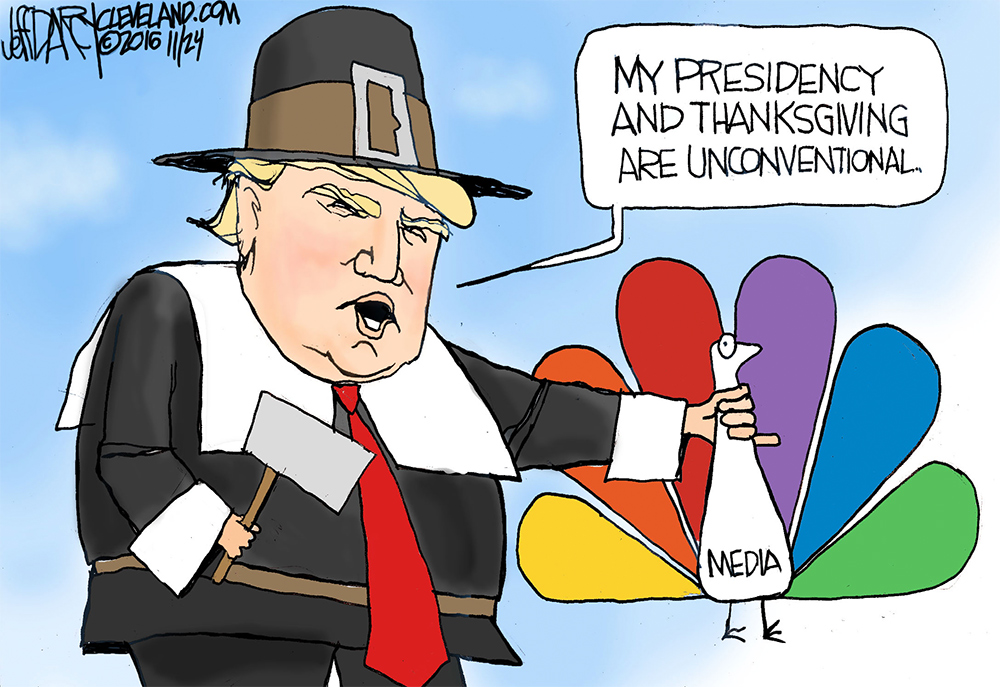 JEFF DARCY CLEVELAND.COM
©2016 11/24
MY PRESIDENCY
AND THANKSGIVING
ARE UNCONVENTIONAL..
MEDIA